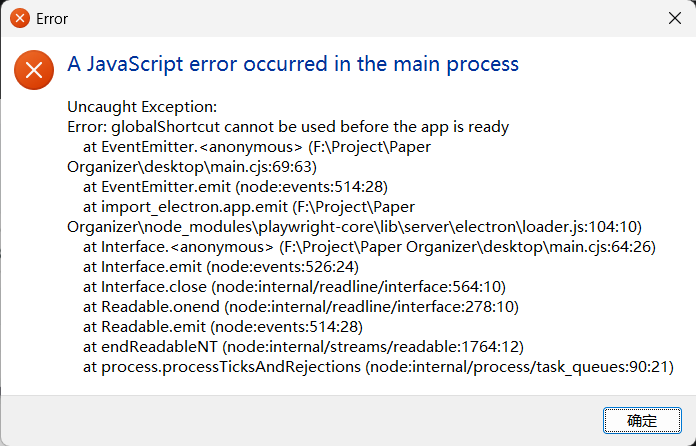 Error
A JavaScript error occurred in the main process
Uncaught Exception:
Error: globalShortcut cannot be used before the app is ready
at EventEmitter.<anonymous> (F:\Project\Paper
Organizer\desktop\main.cjs:69:63)
at EventEmitter.emit (node:events:514:28)
at import_electron.app.emit (F:\Project\Paper
Organizer\node_modules\playwright-core\lib\server\electron\loader.js:104:10)
at Interface.<anonymous> (F:\Project\Paper Organizer\desktop\main.cjs:64:26)
at Interface.emit (node:events:526:24)
at Interface.close (node:internal/readline/interface:564:10)
at Readable.onend (node:internal/readline/interface:278:10)
at Readable.emit (node:events:514:28)
at endReadableNT (node:internal/streams/readable:1764:12)
at process.processTicksAndRejections (node:internal/process/task_queues:90:21)
确定